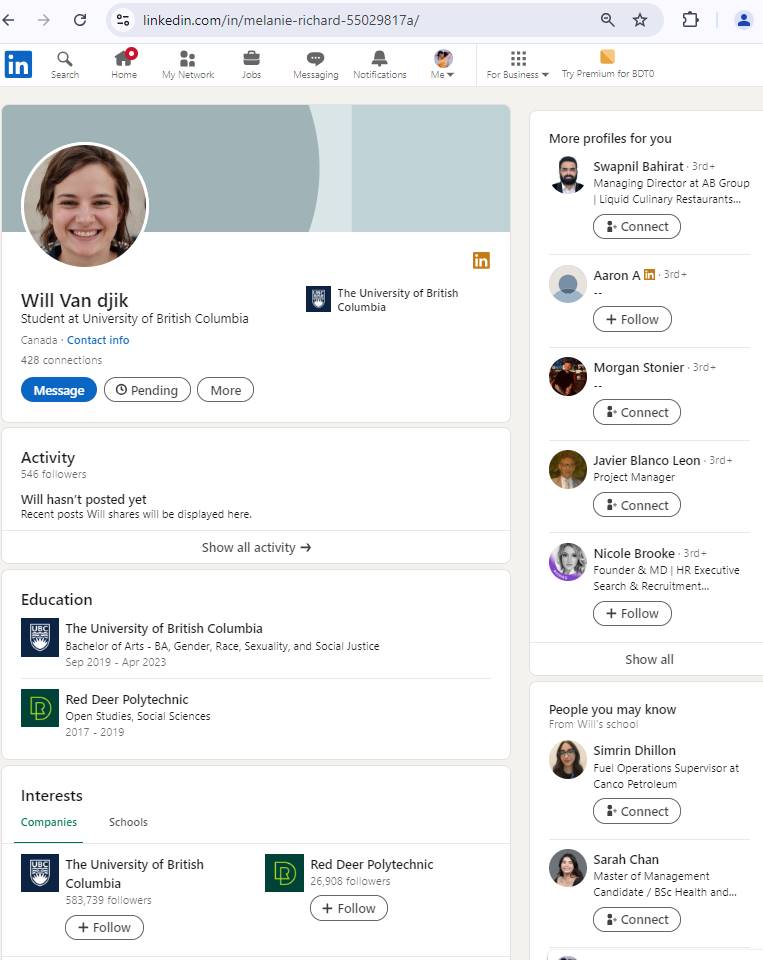 linkedin.com/in/melanie-richard-55029817a/
in
Search
Home
My Network
Jobs
Messaging
Notifications
Me
For Business
Try Premium for BDT0
in
Will Van djik
Student at University of British Columbia
Canada · Contact info
428 connections
The University of British
Columbia
Message
Pending
More
Activity
546 followers
Will hasn't posted yet
Recent posts Will shares will be displayed here.
Show all activity →
Education
UBC
The University of British Columbia
Bachelor of Arts - BA, Gender, Race, Sexuality, and Social Justice
Sep 2019 - Apr 2023
Red Deer Polytechnic
Open Studies, Social Sciences
2017 - 2019
Interests
Companies
Schools
UBC
The University of British
Columbia
583,739 followers
+ Follow
Red Deer Polytechnic
26,908 followers
+ Follow
More profiles for you
Swapnil Bahirat · 3rd+
Managing Director at AB Group
| Liquid Culinary Restaurants...
Connect
Aaron A in · 3rd+
--
+ Follow
Morgan Stonier · 3rd+
--
Connect
Javier Blanco Leon · 3rd+
Project Manager
Connect
Nicole Brooke · 3rd+
Founder & MD | HR Executive
Search & Recruitment...
+ Follow
Show all
People you may know
From Will's school
Simrin Dhillon
Fuel Operations Supervisor at
Canco Petroleum
Connect
Sarah Chan
Master of Management
Candidate / BSc Health and...
Connect